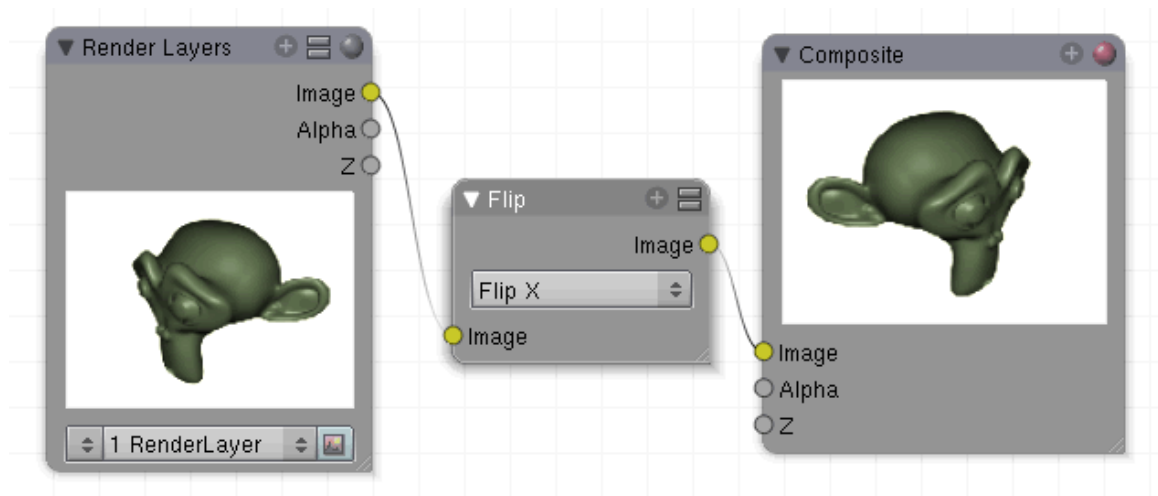 Render Layers
Image
Alpha
Z
1 RenderLayer
Flip
Image
Flip X
Image
Composite
Image
Alpha
Z